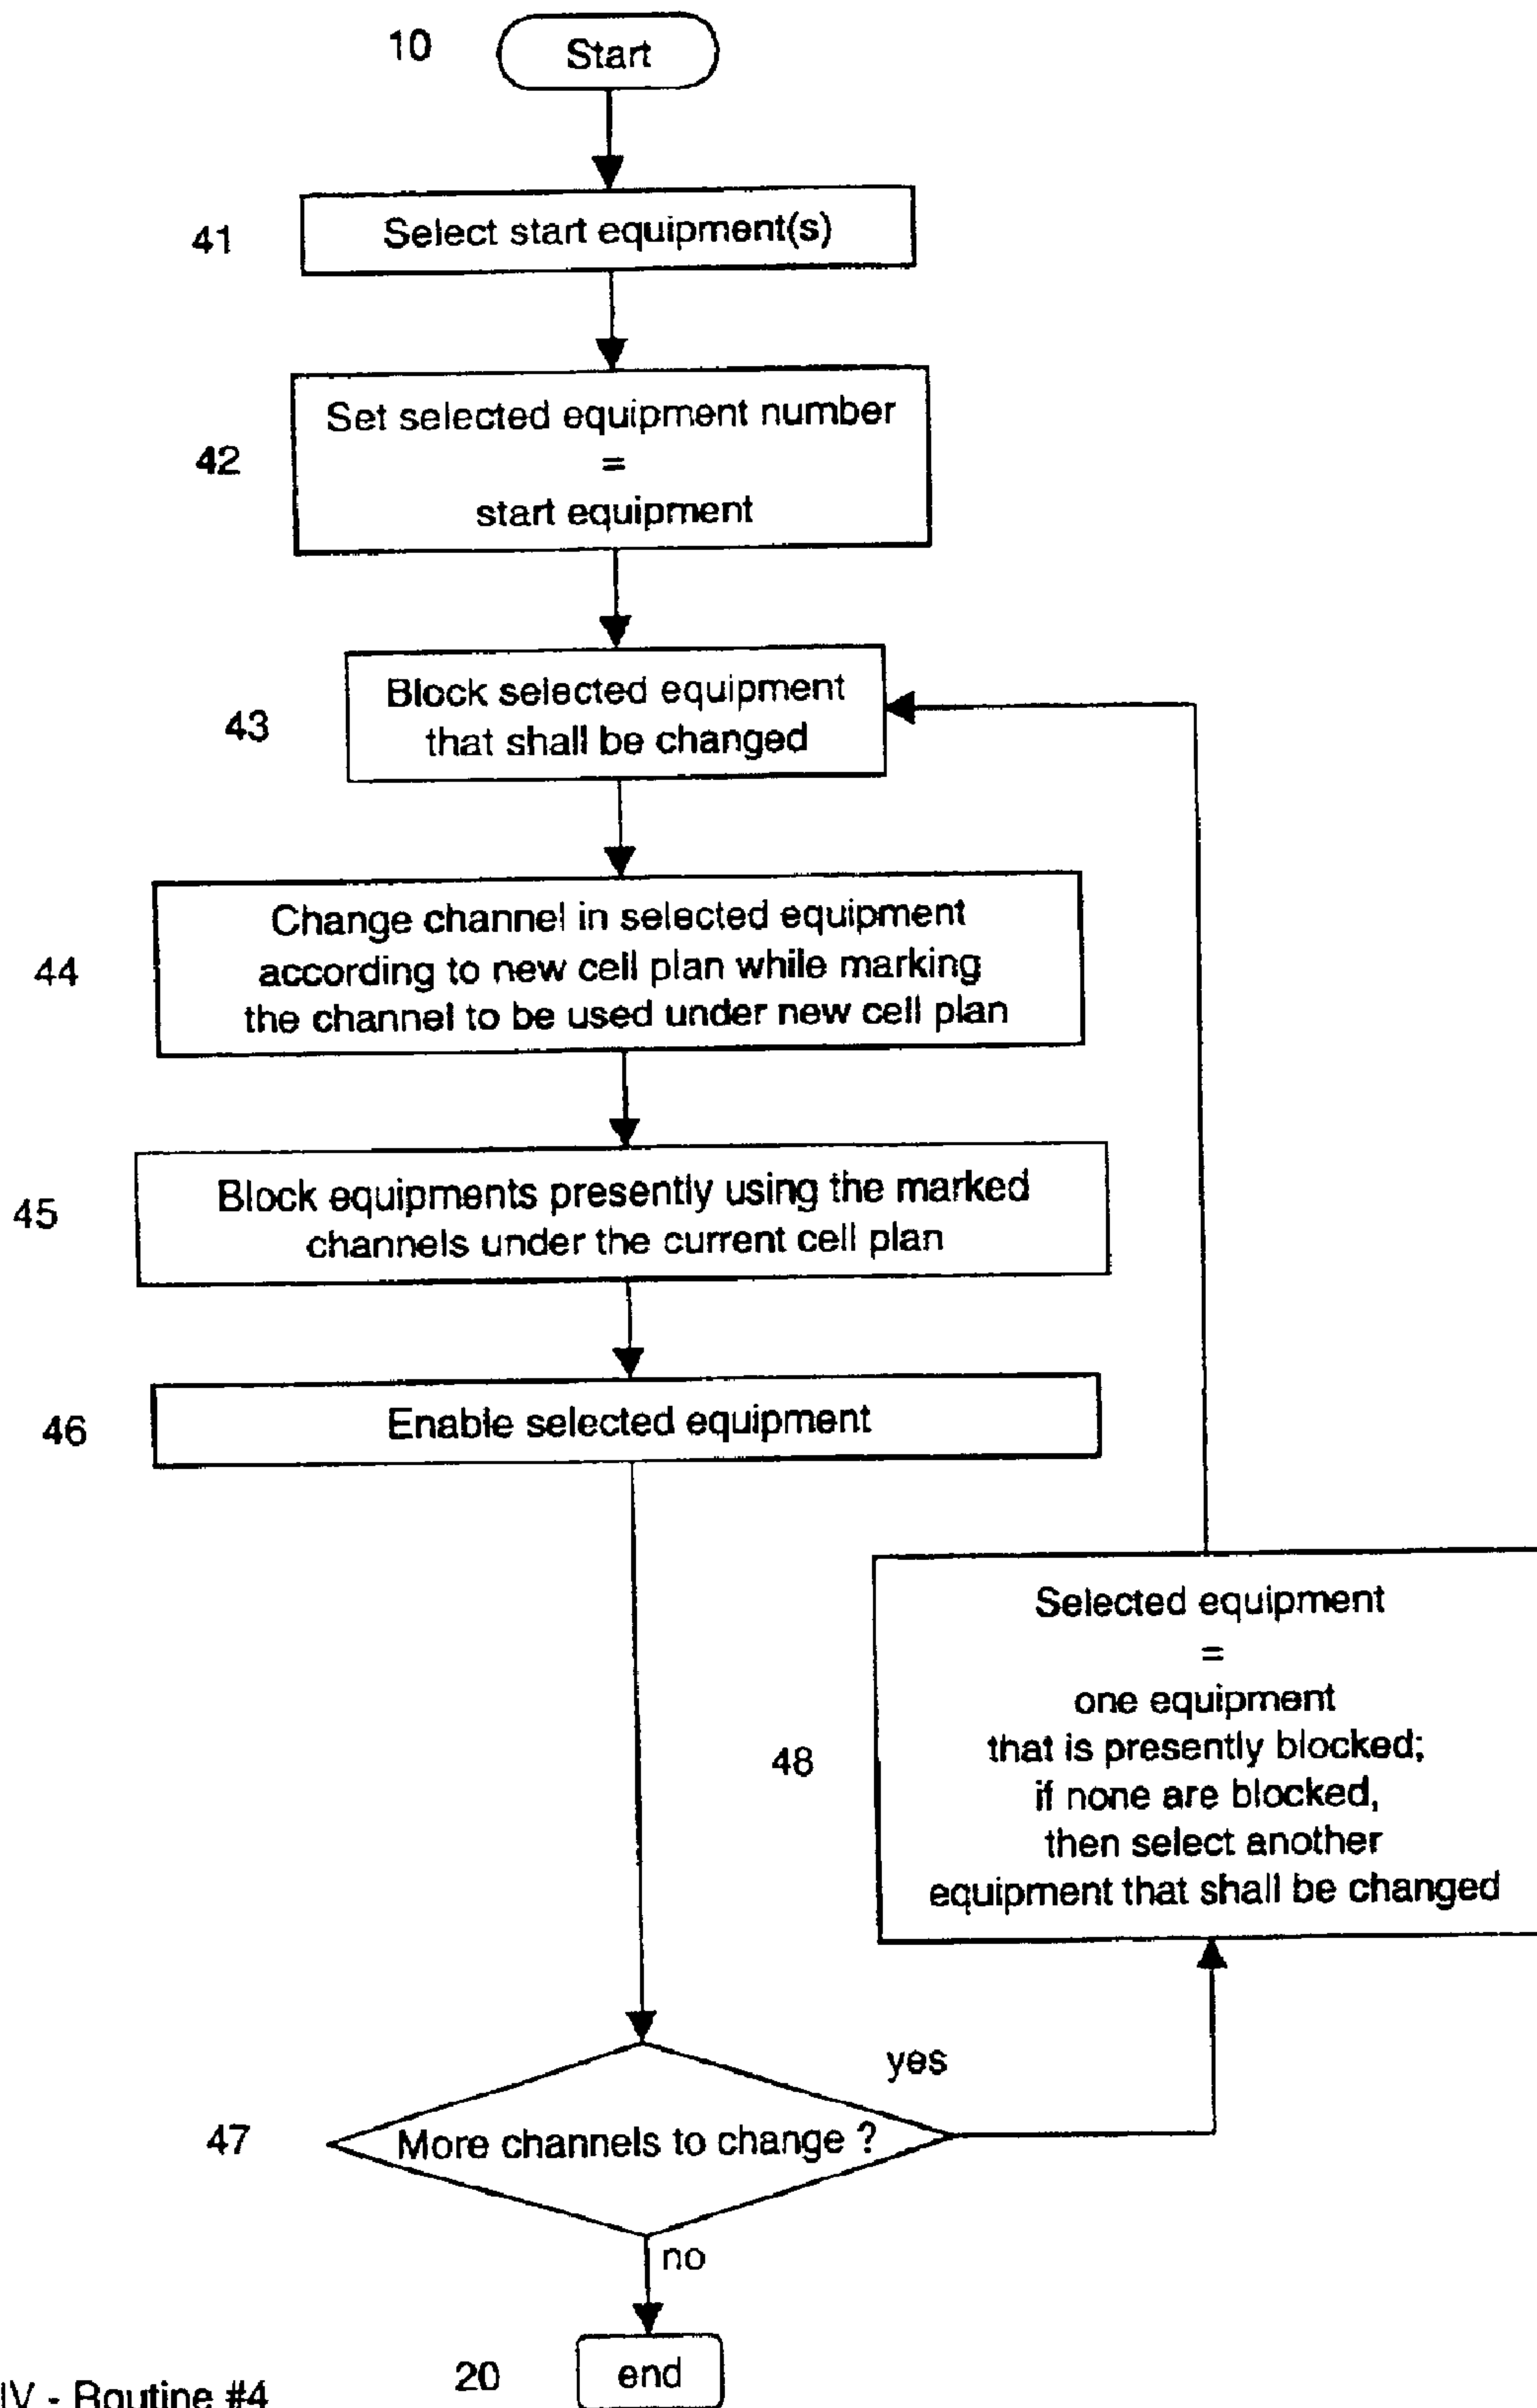 10
Start
41
Select start equipment(s)
42
Set selected equipment number
=
start equipment
43
Block selected equipment
that shall be changed
44
Change channel in selected equipment
according to new cell plan while marking
the channel to be used under new cell plan
45
Block equipments presently using the marked
channels under the current cell plan
46
Enable selected equipment
48
Selected equipment
=
one equipment
that is presently blocked;
if none are blocked,
then select another
equipment that shall be changed
47
More channels to change ?
yes
no
20
end
IV - Routine #4